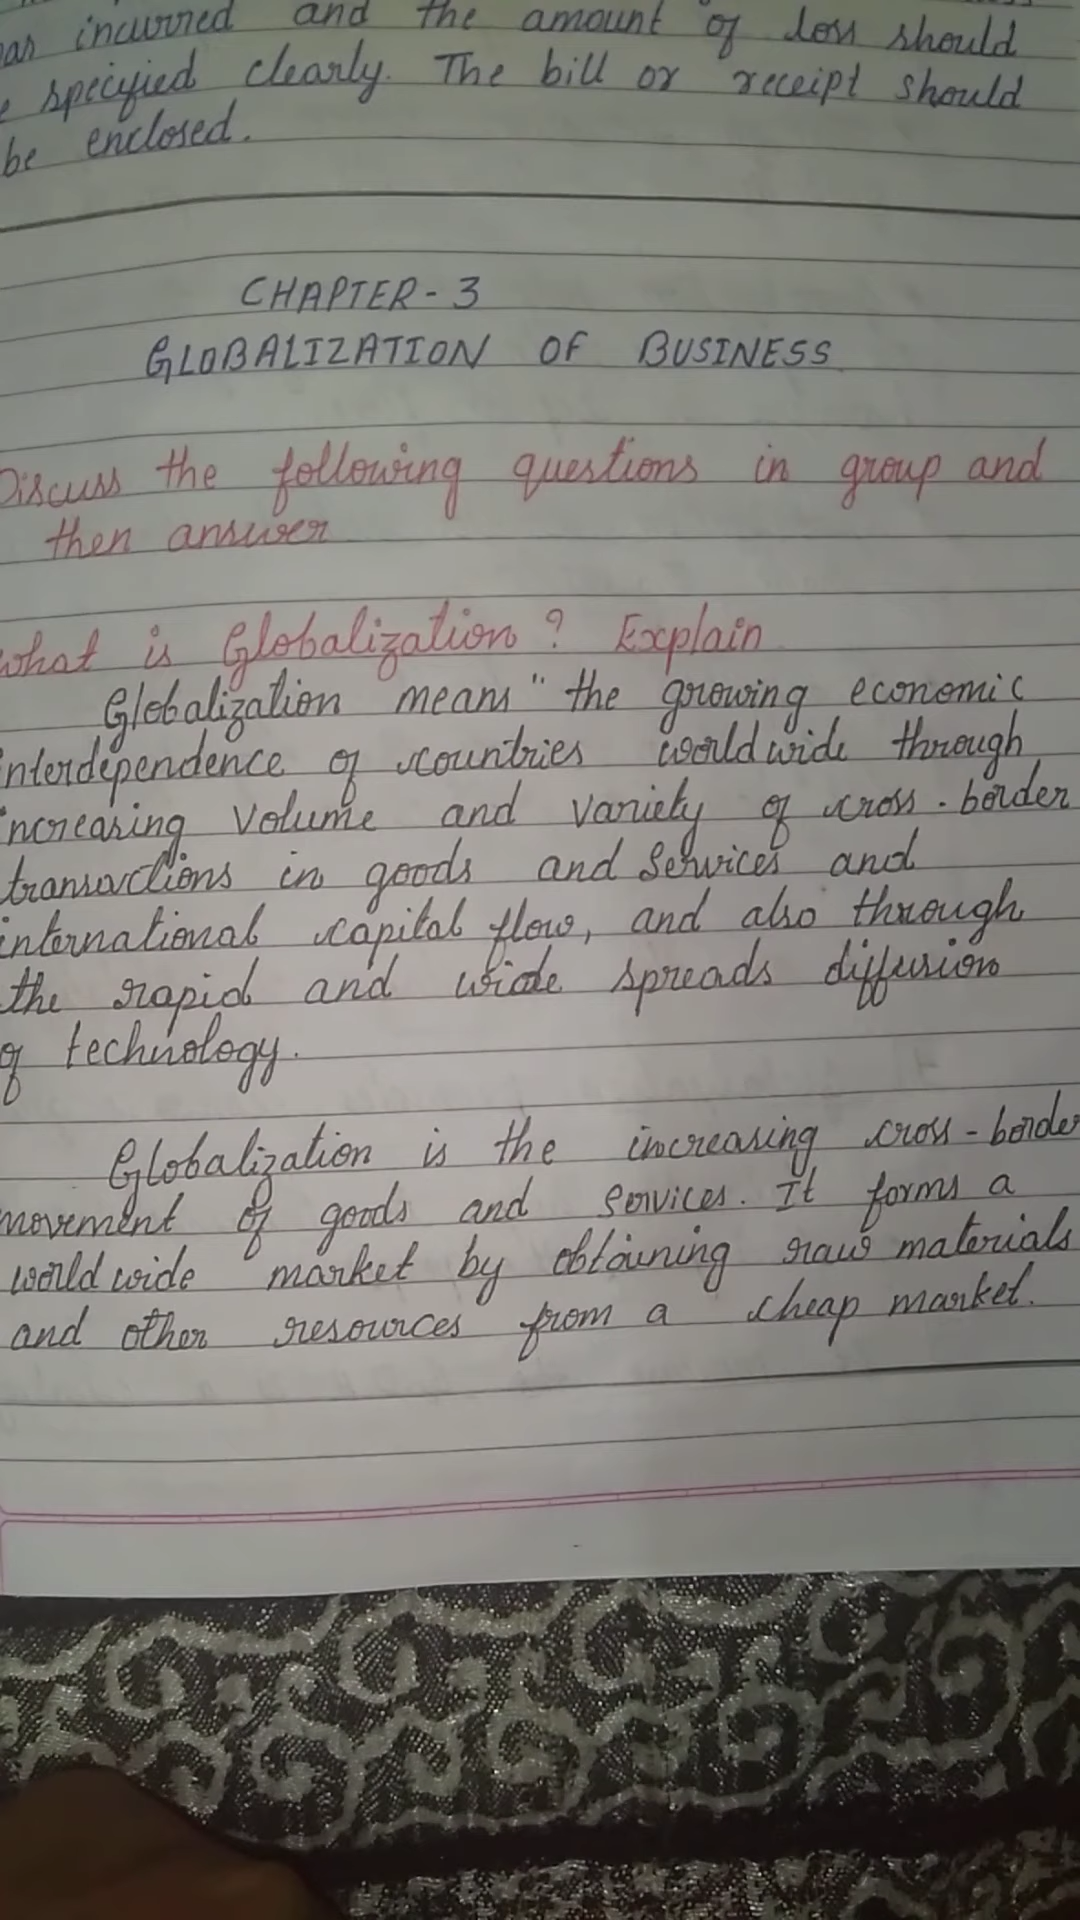 as incurred and the amount of loss should
e specified clearly. The bill or receipt should
be enclosed.
CHAPTER-3
GLOBALIZATION OF BUSINESS
Discuss the following questions in group and
then answer
what is Globalization? Explain
Globalization means "the growing economic
interdependence of countries worldwide through
increasing volume and variety of cross-border
transactions in goods and services and
international capital flow, and also through
the rapid and wide spreads diffusion
of technology.
Globalization is the increasing cross-border
movement of goods and services. It forms a
world wide market by obtaining raw materials
and other resources from a cheap market.